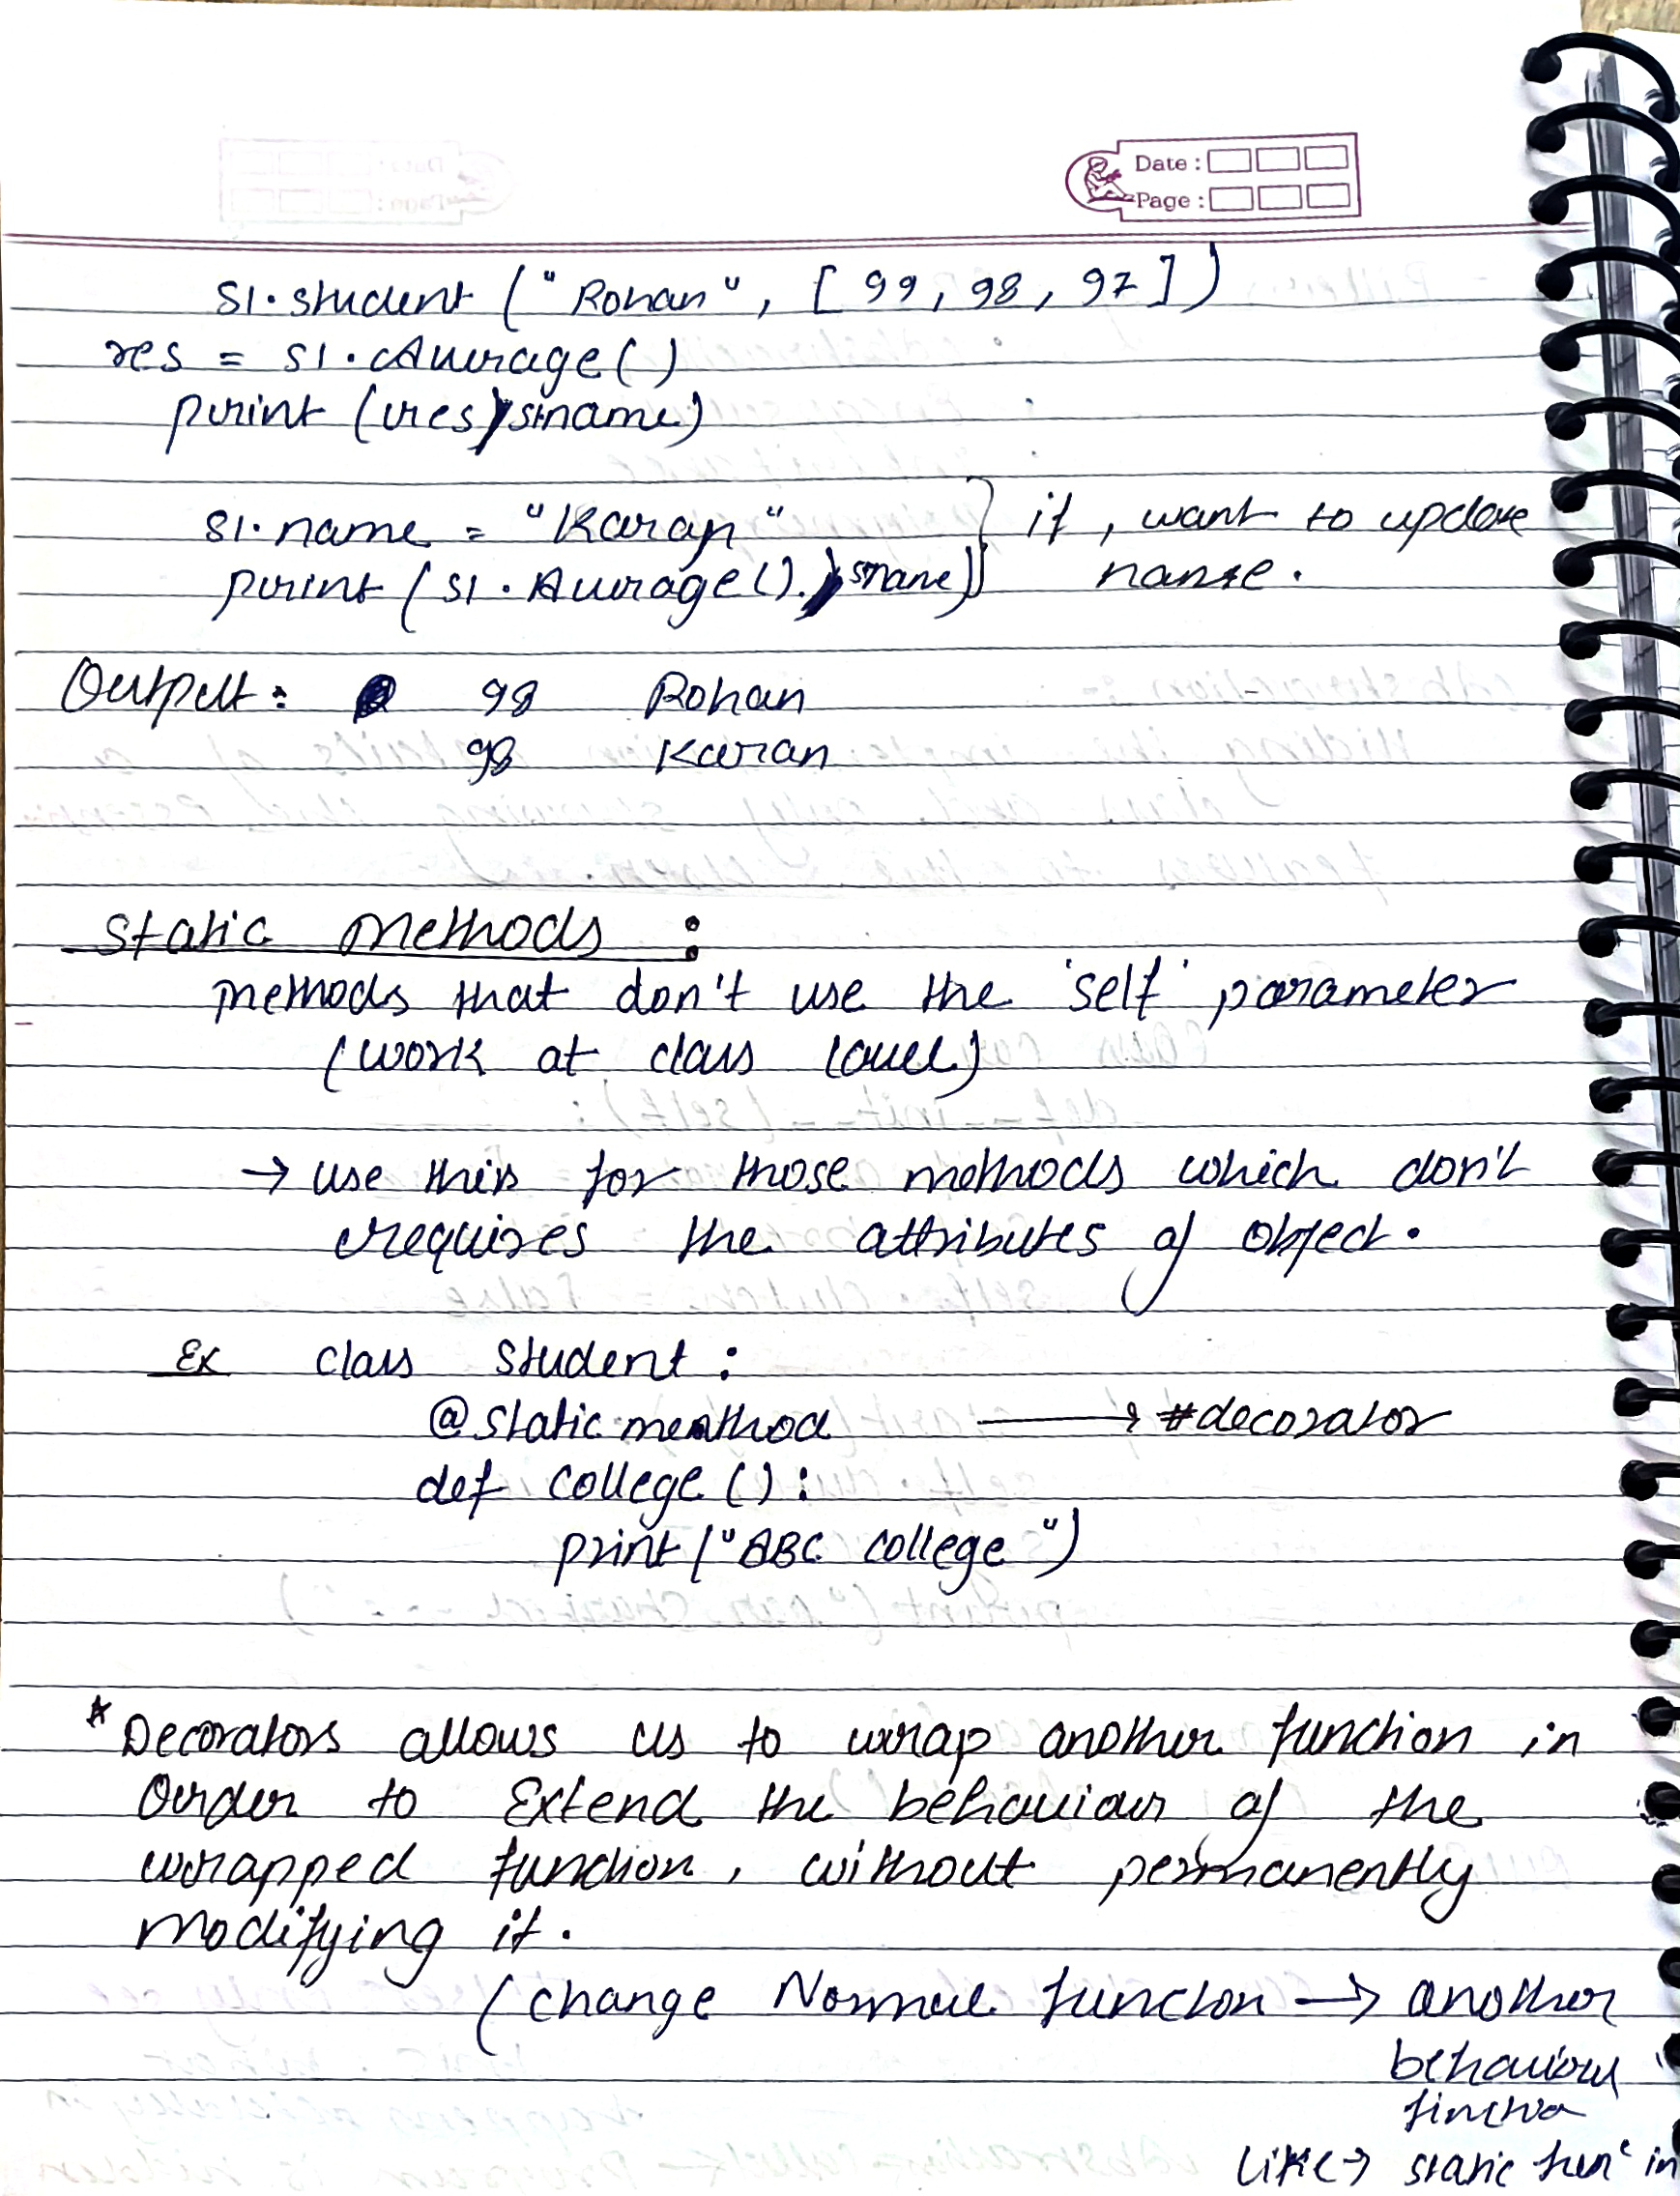 Date :
Page :
S1.student ("Rohan", [99, 98, 97])
res = S1.Average()
print (res, s1.name)
S1.name = "Karan" } if, want to update
print (S1.Average(), s1.name) name.
Output: 98 Rohan
98 Karan
Static Methods :
Methods that don't use the 'self' parameter
(work at class level)
→ Use this for those methods which don't
requires the attributes of object.
Ex class student :
@staticmethod → #decorator
def college () :
print ("ABC college")
* Decorators allows us to wrap another function in
Order to Extend the behaviour of the
wrapped function, without permanently
modifying it.
(change Normal function → another
behaviour
function
like → static fun in